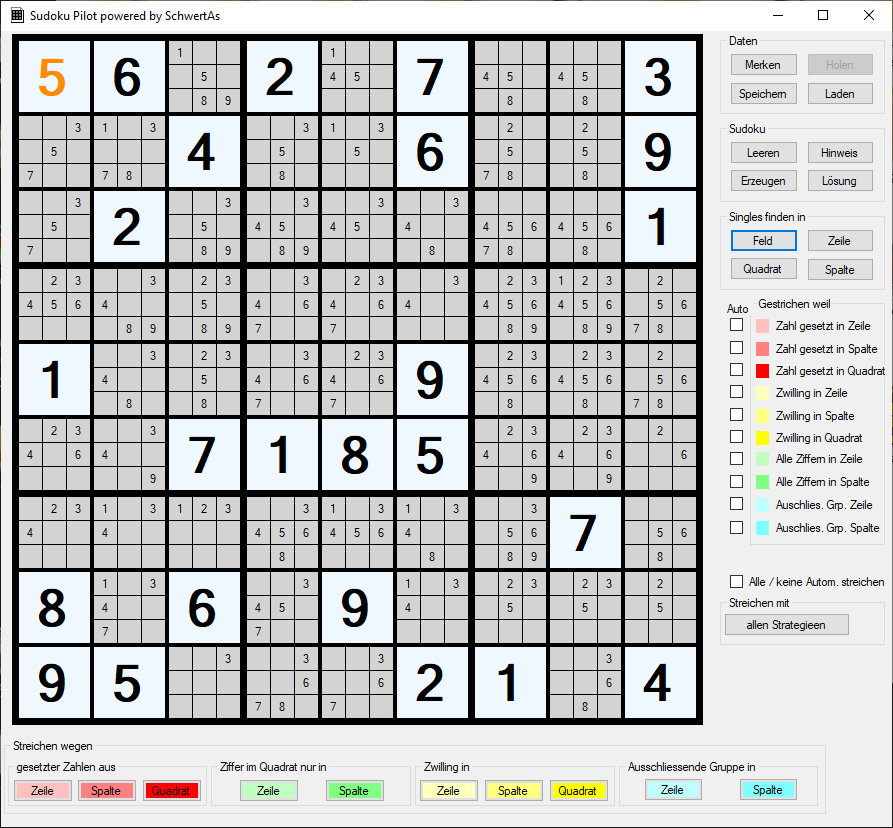 Sudoku Pilot powered by SchwertAs
1 1
5 6 5 2 4 5 7 4 5 4 5 3
8 9 8 8
3 1 3 3 1 3 2 2
5 4 5 5 6 5 5 9
7 7 8 8 7 8 8
3 3 3 3 3
5 2 5 4 5 4 5 4 4 5 6 4 5 6 1
7 8 9 8 9 8 7 8 8
2 3 3 2 3 3 2 3 3 2 3 1 2 3 2
4 5 6 4 5 4 6 4 6 4 4 5 6 4 5 6 5 6
8 9 8 9 7 7 8 9 8 9 7 8
3 2 3 3 2 3 2 3 2 3 2
1 4 5 4 6 4 6 9 4 5 6 4 5 6 5 6
8 8 7 7 8 8 7 8
2 3 3 2 3 2 3 2
4 6 4 7 1 8 5 4 6 4 6 6
9 9 9
2 3 1 3 1 2 3 3 1 3 1 3 3
4 4 4 5 6 4 5 6 4 5 6 7 5 6
8 8 8 9 8
1 3 3 1 3 2 3 2 3 2
8 4 6 4 5 9 4 5 5 5
7 7
3 3 3 3
9 5 6 6 2 1 6 4
7 8 7 8
Daten
Merken Holen
Speichern Laden
Sudoku
Leeren Hinweis
Erzeugen Lösung
Singles finden in
Feld Zeile
Quadrat Spalte
Auto Gestrichen weil
Zahl gesetzt in Zeile
Zahl gesetzt in Spalte
Zahl gesetzt in Quadrat
Zwilling in Zeile
Zwilling in Spalte
Zwilling in Quadrat
Alle Ziffern in Zeile
Alle Ziffern in Spalte
Auschlies. Grp. Zeile
Auschlies. Grp. Spalte
Alle / keine Autom. streichen
Streichen mit
allen Strategieen
Streichen wegen
gesetzter Zahlen aus
Zeile Spalte Quadrat
Ziffer im Quadrat nur in
Zeile Spalte
Zwilling in
Zeile Spalte Quadrat
Ausschliessende Gruppe in
Zeile Spalte